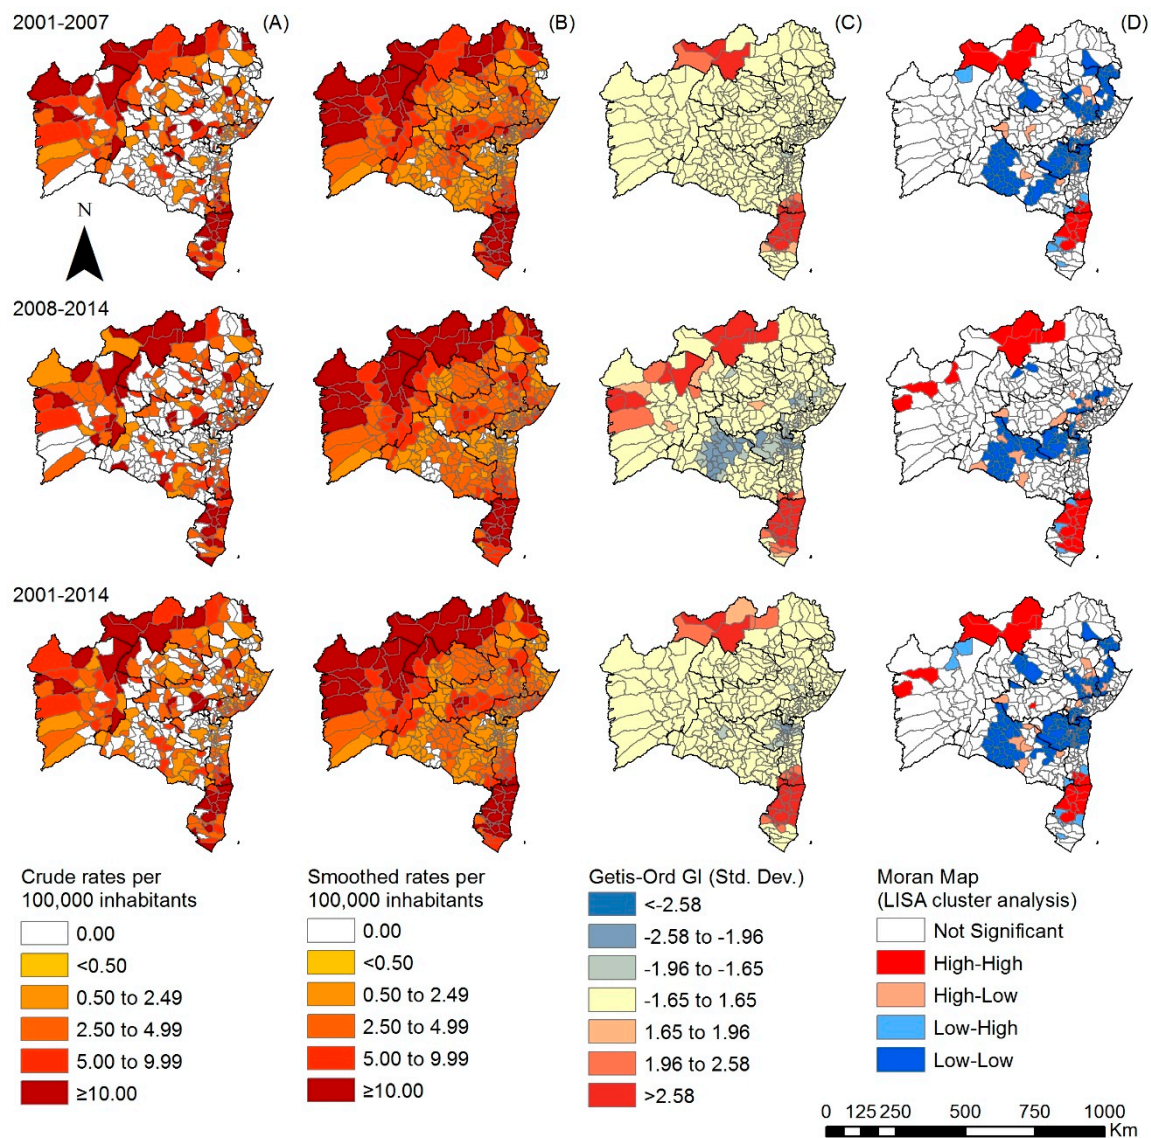 2001-2007
(A)
(B)
(C)
(D)
N
2008-2014
2001-2014
Crude rates per
100,000 inhabitants
0.00
<0.50
0.50 to 2.49
2.50 to 4.99
5.00 to 9.99
≥10.00
Smoothed rates per
100,000 inhabitants
0.00
<0.50
0.50 to 2.49
2.50 to 4.99
5.00 to 9.99
≥10.00
Getis-Ord GI (Std. Dev.)
<-2.58
-2.58 to -1.96
-1.96 to -1.65
-1.65 to 1.65
1.65 to 1.96
1.96 to 2.58
>2.58
Moran Map
(LISA cluster analysis)
Not Significant
High-High
High-Low
Low-High
Low-Low
0 125 250 500 750 1000
Km